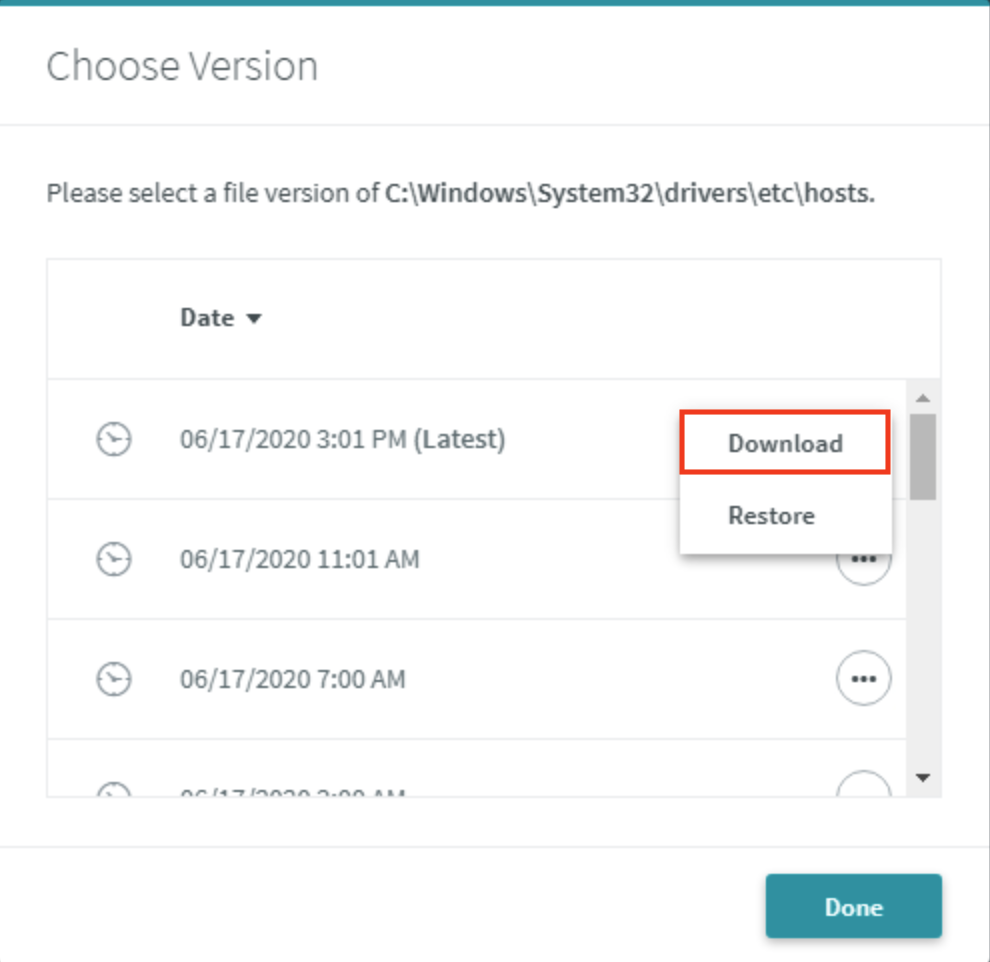 Choose Version
Please select a file version of C:\Windows\System32\drivers\etc\hosts.
Date
06/17/2020 3:01 PM (Latest)
Download
Restore
06/17/2020 11:01 AM
06/17/2020 7:00 AM
Done